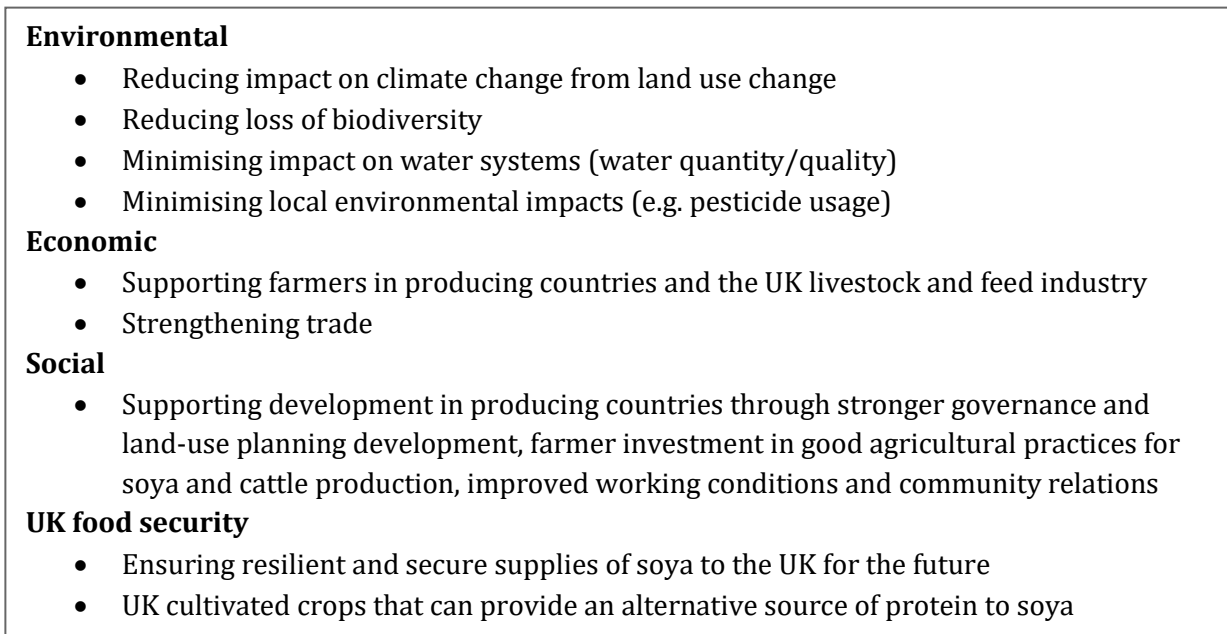 Environmental
• Reducing impact on climate change from land use change
• Reducing loss of biodiversity
• Minimising impact on water systems (water quantity/quality)
• Minimising local environmental impacts (e.g. pesticide usage)
Economic
• Supporting farmers in producing countries and the UK livestock and feed industry
• Strengthening trade
Social
• Supporting development in producing countries through stronger governance and
land-use planning development, farmer investment in good agricultural practices for
soya and cattle production, improved working conditions and community relations
UK food security
• Ensuring resilient and secure supplies of soya to the UK for the future
• UK cultivated crops that can provide an alternative source of protein to soya